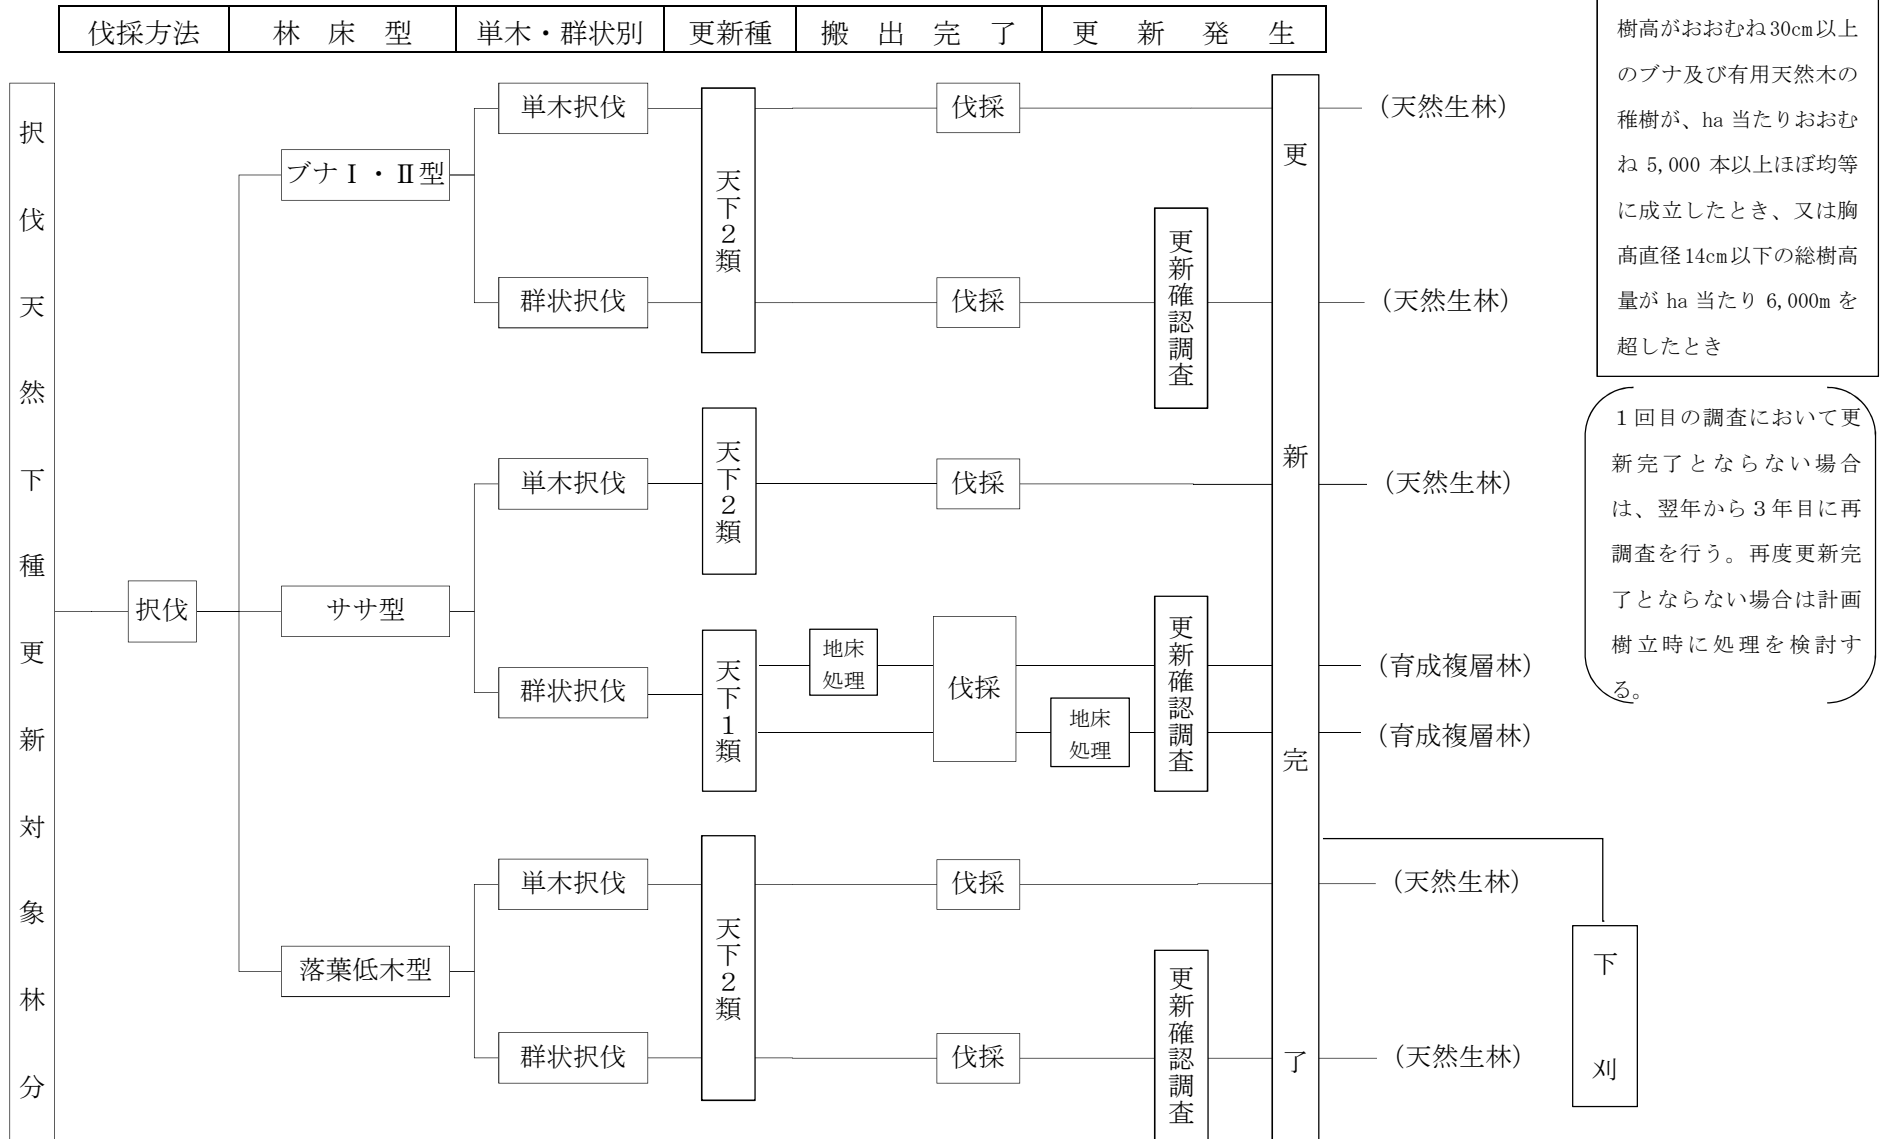 伐採方法 林床型 単木・群状別 更新種 搬出完了 更新発生
択伐天然下種更新対象林分
択伐
ブナⅠ・Ⅱ型
単木択伐
群状択伐
天下2類
伐採
伐採
更新確認調査
(天然生林)
(天然生林)
ササ型
単木択伐
天下2類
伐採
(天然生林)
群状択伐
天下1類
地床
処理
伐採
地床
処理
更新確認調査
(育成複層林)
(育成複層林)
落葉低木型
単木択伐
群状択伐
天下2類
伐採
伐採
更新確認調査
(天然生林)
(天然生林)
更新完了
下刈
樹高がおおむね30cm以上
のブナ及び有用天然木の
稚樹が、ha 当たりおおむ
ね 5,000 本以上ほぼ均等
に成立したとき、又は胸
髙直径14cm以下の総樹高
量が ha 当たり 6,000m を
超したとき
１回目の調査において更
新完了とならない場合
は、翌年から３年目に再
調査を行う。再度更新完
了とならない場合は計画
樹立時に処理を検討す
る。